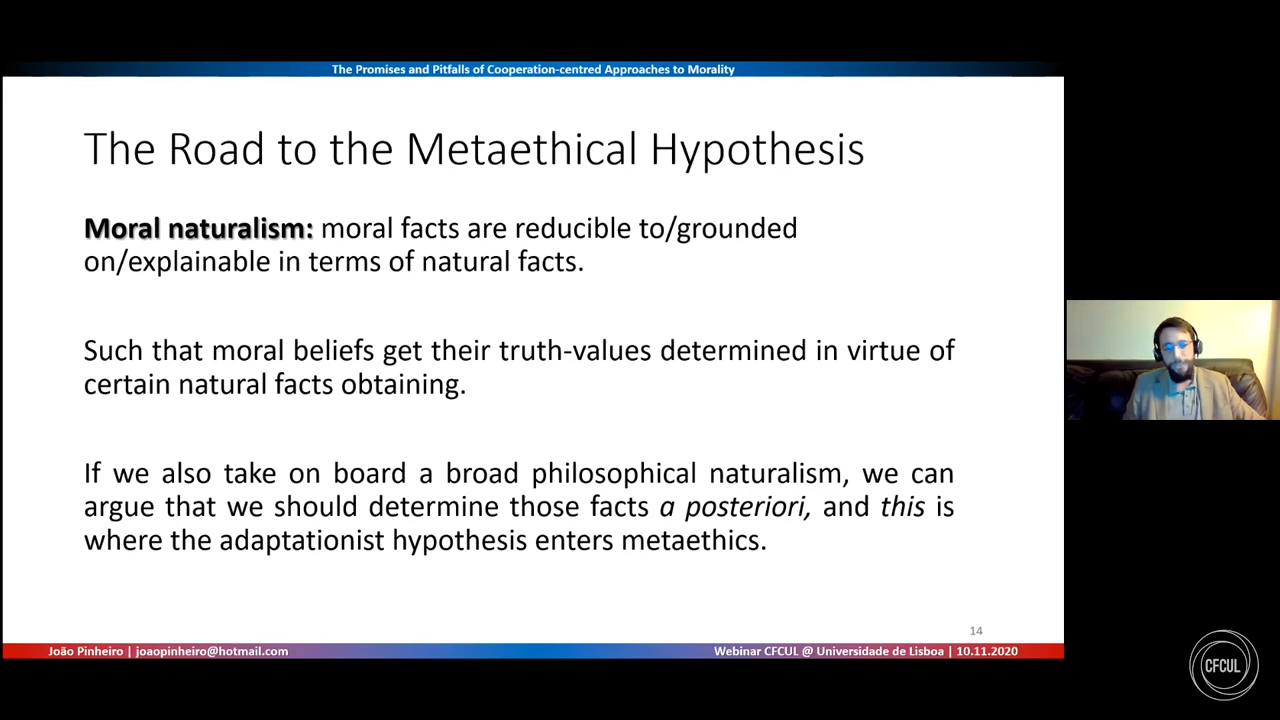 The Promises and Pitfalls of Cooperation-centred Approaches to Morality
The Road to the Metaethical Hypothesis
Moral naturalism: moral facts are reducible to/grounded
on/explainable in terms of natural facts.
Such that moral beliefs get their truth-values determined in virtue of
certain natural facts obtaining.
If we also take on board a broad philosophical naturalism, we can
argue that we should determine those facts a posteriori, and this is
where the adaptationist hypothesis enters metaethics.
14
João Pinheiro | joaopinheiro@hotmail.com
Webinar CFCUL @ Universidade de Lisboa | 10.11.2020
CFCUL